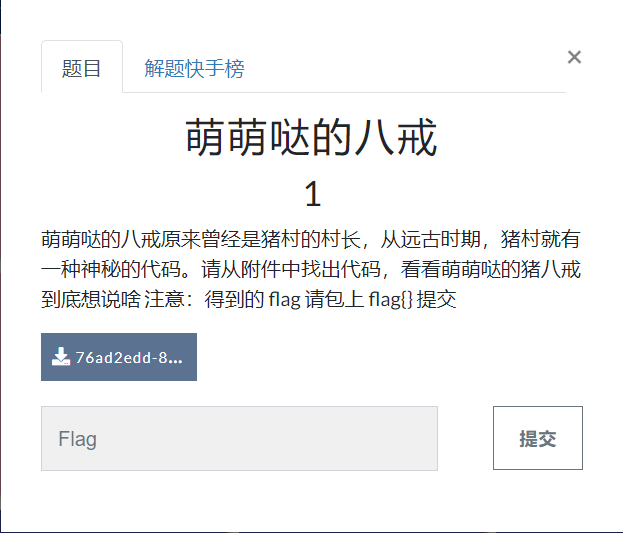 题目 解题快手榜 ×
萌萌哒的八戒
1
萌萌哒的八戒原来曾经是猪村的村长，从远古时期，猪村就有
一种神秘的代码。请从附件中找出代码，看看萌萌哒的猪八戒
到底想说啥 注意：得到的 flag 请包上 flag{} 提交
76ad2edd-8...
Flag 提交